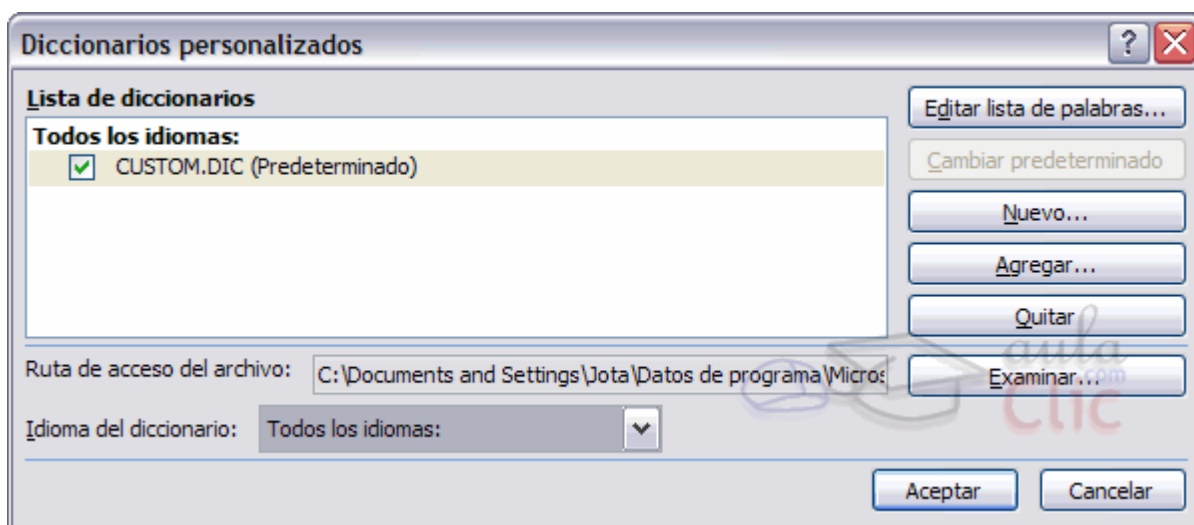 Diccionarios personalizados
?
Lista de diccionarios
Editar lista de palabras...
Todos los idiomas:
CUSTOM.DIC (Predeterminado)
Cambiar predeterminado
Nuevo...
Agregar...
Quitar
Ruta de acceso del archivo:
C:\Documents and Settings\Jota\Datos de programa\Micros
Examinar...
Idioma del diccionario:
Todos los idiomas:
aula
.com
Clic
Aceptar
Cancelar